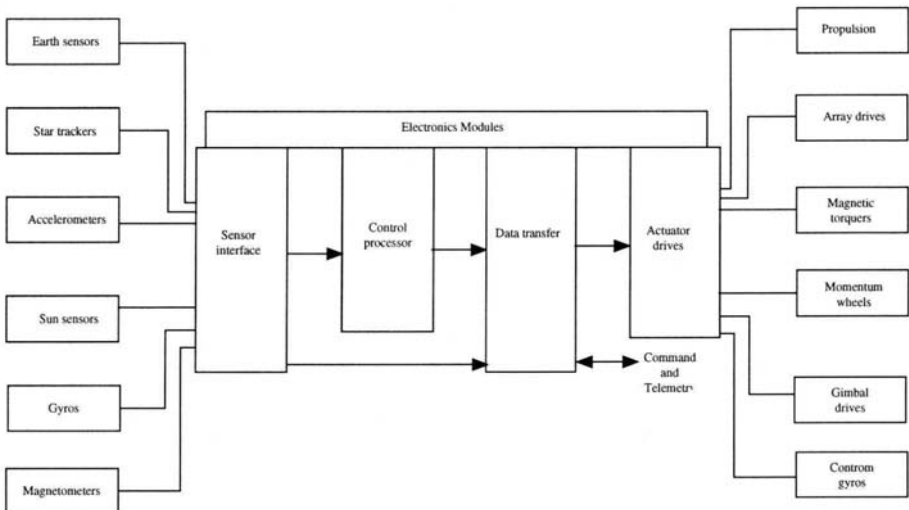 Earth sensors
Star trackers
Accelerometers
Sun sensors
Gyros
Magnetometers
Electronics Modules
Sensor
interface
Control
processor
Data transfer
Actuator
drives
Command
and
Telemetry
Propulsion
Array drives
Magnetic
torquers
Momentum
wheels
Gimbal
drives
Controm
gyros